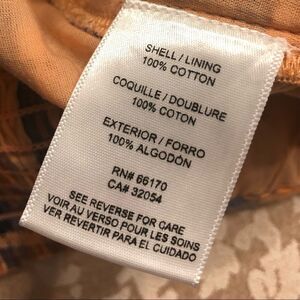 SHELL / LINING
100% COTTON
COQUILLE / DOUBLURE
100% COTON
EXTERIOR / FORRO
100% ALGODÓN
RN# 66170
CA# 32054
SEE REVERSE FOR CARE
VOIR AU VERSO POUR LES SOINS
VER REVERTIR PARA EL CUIDADO